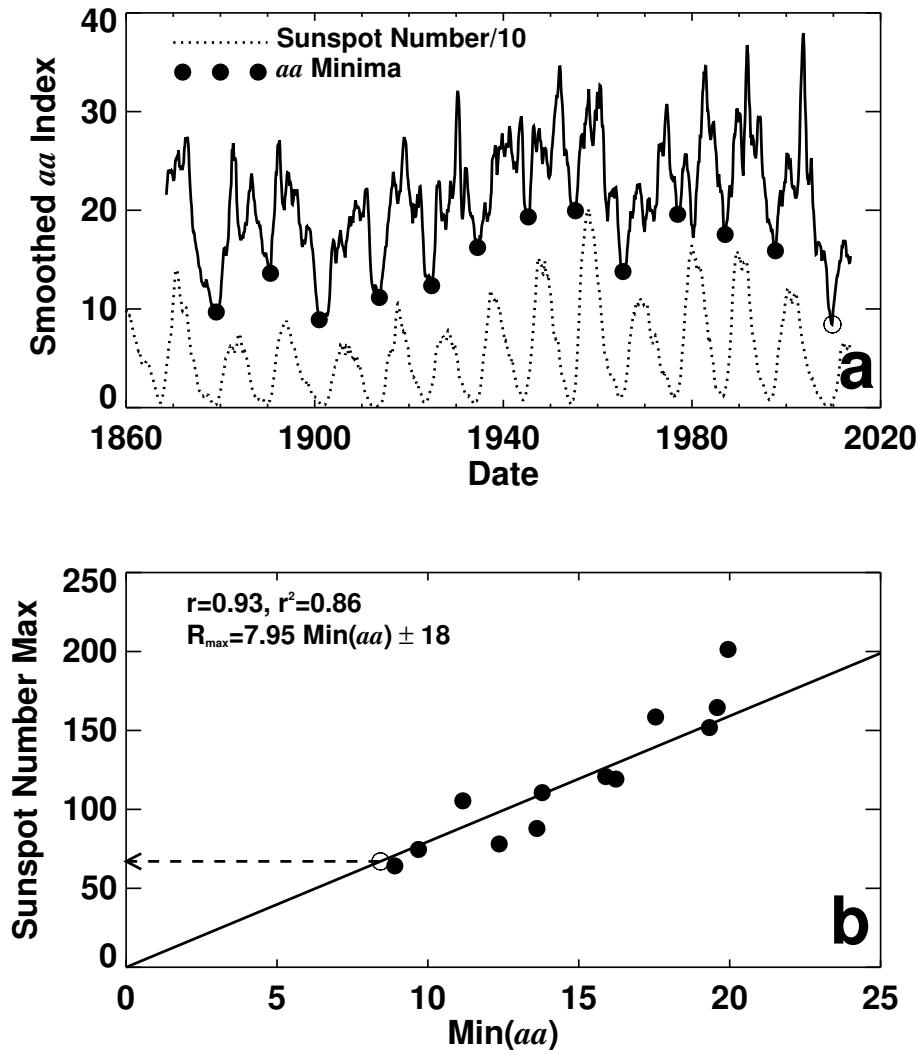 40
30
20
10
0
Smoothed aa Index
Sunspot Number/10
aa Minima
a
1860 1900 1940 1980 2020
Date
250
200
150
100
50
0
Sunspot Number Max
r=0.93, r²=0.86
Rmax=7.95 Min(aa) ± 18
b
0 5 10 15 20 25
Min(aa)